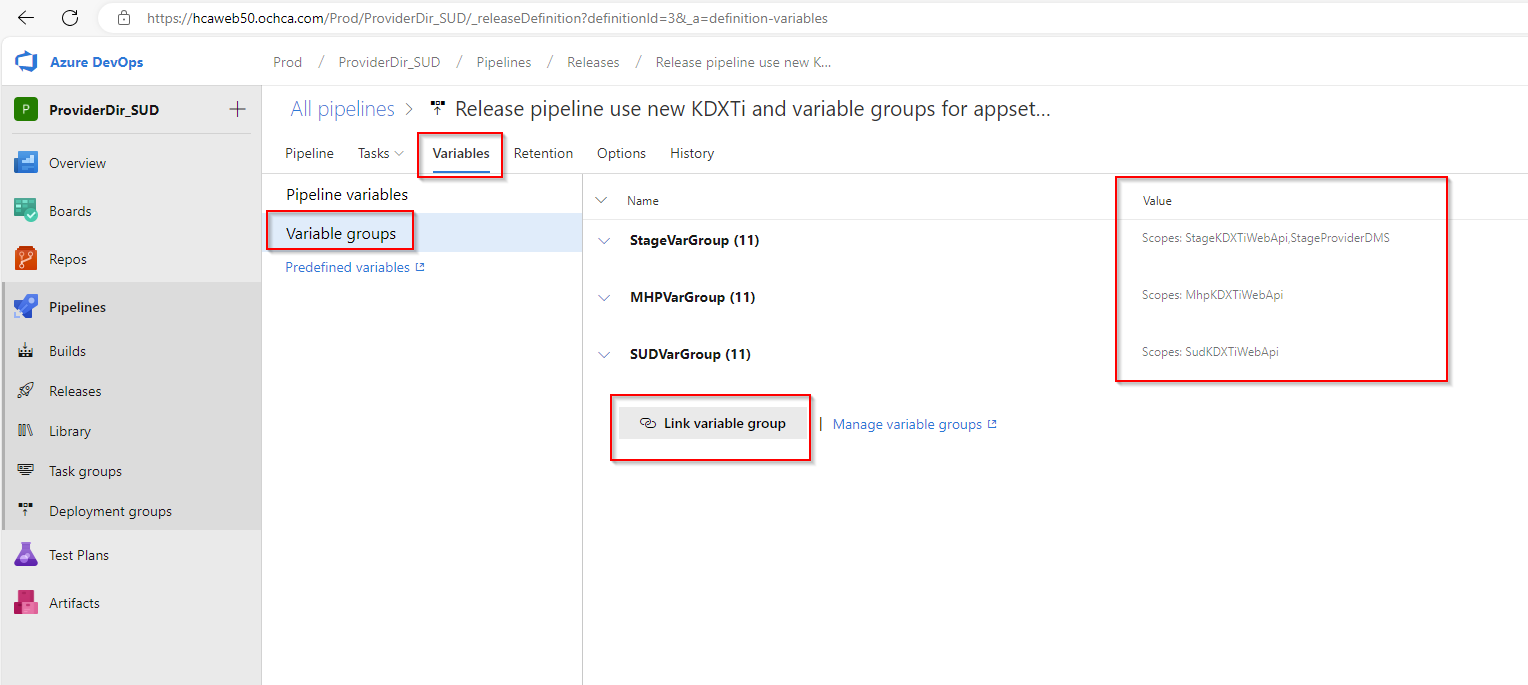 https://hcaweb50.ochca.com/Prod/ProviderDir_SUD/_releaseDefinition?definitionId=3&_a=definition-variables
Azure DevOps
Prod / ProviderDir_SUD / Pipelines / Releases / Release pipeline use new K...
P ProviderDir_SUD
Overview
Boards
Repos
Pipelines
Builds
Releases
Library
Task groups
Deployment groups
Test Plans
Artifacts
All pipelines > Release pipeline use new KDXTi and variable groups for appset...
Pipeline Tasks Variables Retention Options History
Pipeline variables
Variable groups
Predefined variables
Name Value
StageVarGroup (11) Scopes: StageKDXTiWebApi,StageProviderDMS
MHPVarGroup (11) Scopes: MhpKDXTiWebApi
SUDVarGroup (11) Scopes: SudKDXTiWebApi
Link variable group | Manage variable groups